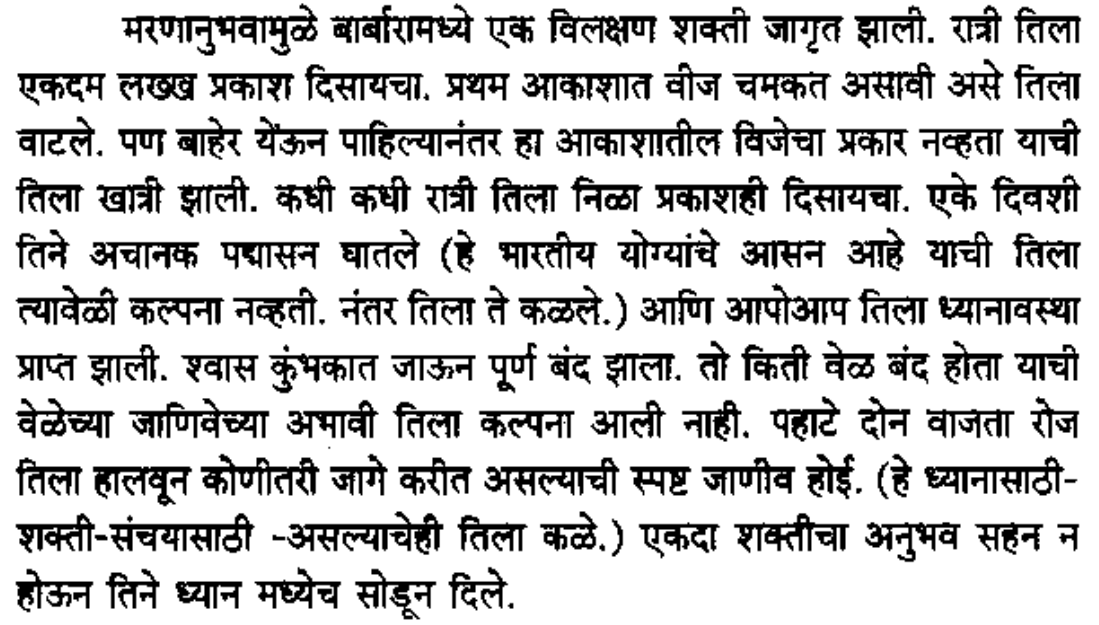 मरणानुभवामुळे बार्बारामध्ये एक विलक्षण शक्ती जागृत झाली. रात्री तिला
एकदम लख्ख प्रकाश दिसायचा. प्रथम आकाशात वीज चमकत असावी असे तिला
वाटले. पण बाहेर येंऊन पाहिल्यानंतर हा आकाशातील विजेचा प्रकार नव्हता याची
तिला खात्री झाली. कधी कधी रात्री तिला निळा प्रकाशही दिसायचा. एके दिवशी
तिने अचानक पद्मासन घातले (हे भारतीय योग्यांचे आसन आहे याची तिला
त्यावेळी कल्पना नव्हती. नंतर तिला ते कळले.) आणि आपोआप तिला ध्यानावस्था
प्राप्त झाली. श्वास कुंभकात जाऊन पूर्ण बंद झाला. तो किती वेळ बंद होता याची
वेळेच्या जाणिवेच्या अभावी तिला कल्पना आली नाही. पहाटे दोन वाजता रोज
तिला हालवून कोणीतरी जागे करीत असल्याची स्पष्ट जाणीव होई. (हे ध्यानासाठी-
शक्ती-संचयासाठी -असल्याचेही तिला कळे.) एकदा शक्तीचा अनुभव सहन न
होऊन तिने ध्यान मध्येच सोडून दिले.